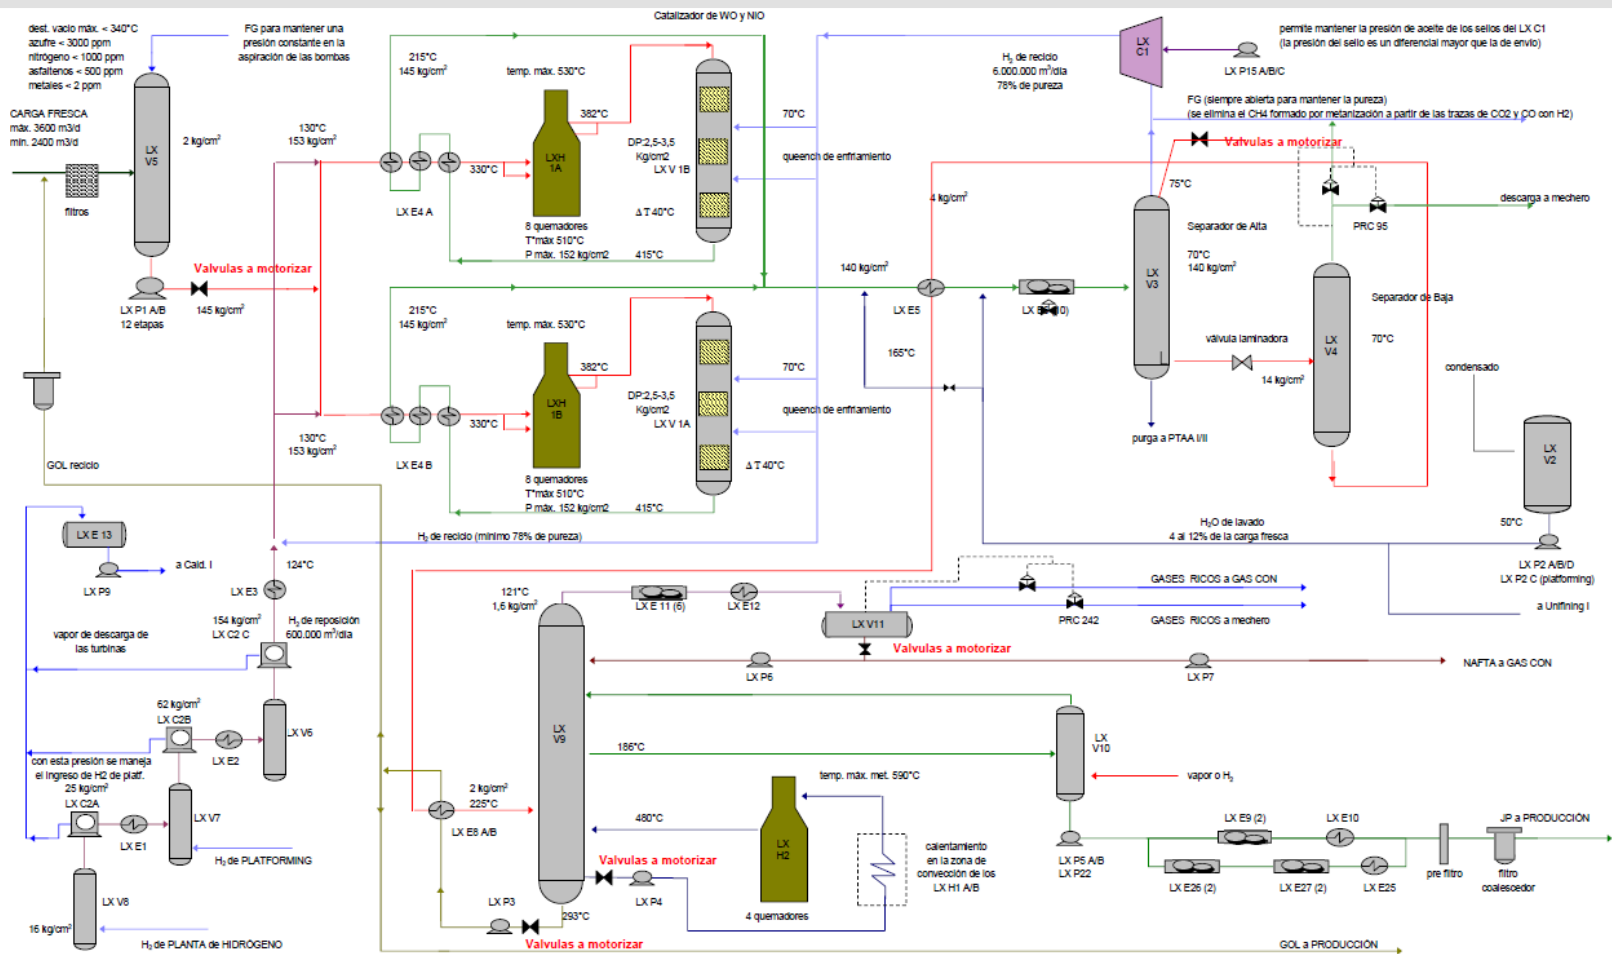 Catalizador de WO y NIO
dest. vacío máx. < 340°C
azufre < 3000 ppm
nitrógeno < 1000 ppm
asfaltenos < 500 ppm
metales < 2 ppm
FG para mantener una
presión constante en la
aspiración de las bombas
CARGA FRESCA
máx. 3600 m3/d
mín. 2400 m3/d
filtros
LX
V5
2 kg/cm²
LX P1 A/B
12 etapas
Valvulas a motorizar
145 kg/cm²
130°C
153 kg/cm²
215°C
145 kg/cm²
LX E4 A
330°C
temp. máx. 530°C
LXH
1A
382°C
8 quemadores
T°máx 510°C
P máx. 152 kg/cm2
415°C
DP:2,5-3,5
Kg/cm2
LX V 1B
Δ T 40°C
70°C
queench de enfriamiento
H₂ de reciclo
6.000.000 m³/día
78% de pureza
LX
C1
LX P15 A/B/C
permite mantener la presión de aceite de los sellos del LX C1
(la presión del sello es un diferencial mayor que la de envío)
FG (siempre abierta para mantener la pureza)
(se elimina el CH4 formado por metanización a partir de las trazas de CO2 y CO con H2)
Valvulas a motorizar
75°C
4 kg/cm²
descarga a mechero
PRC 95
Separador de Alta
70°C
140 kg/cm²
LX
V3
140 kg/cm²
LX E5
165°C
Separador de Baja
70°C
LX
V4
válvula laminadora
14 kg/cm²
purga a PTAA I/II
condensado
LX
V2
50°C
LX P2 A/B/D
LX P2 C (platforming)
a Unifining I
H₂O de lavado
4 al 12% de la carga fresca
215°C
145 kg/cm²
130°C
153 kg/cm²
LX E4 B
330°C
temp. máx. 530°C
LXH
1B
382°C
8 quemadores
T°máx 510°C
P máx. 152 kg/cm2
415°C
DP:2,5-3,5
Kg/cm2
LX V 1A
Δ T 40°C
70°C
queench de enfriamiento
GOL reciclo
H₂ de reciclo (mínimo 78% de pureza)
LX E 13
LX P9
a Cald. I
124°C
LX E3
154 kg/cm²
LX C2 C
H₂ de reposición
600.000 m³/día
vapor de descarga de
las turbinas
62 kg/cm²
LX C2B
LX E2
LX V6
con esta presión se maneja
el ingreso de H2 de platf.
25 kg/cm²
LX C2A
LX E1
LX V7
H₂ de PLATFORMING
LX V8
16 kg/cm²
H₂ de PLANTA de HIDRÓGENO
121°C
1,6 kg/cm²
LX E 11 (6)
LX E12
LX V11
PRC 242
GASES RICOS a GAS CON
GASES RICOS a mechero
Valvulas a motorizar
LX P6
LX P7
NAFTA a GAS CON
LX
V9
186°C
LX
V10
vapor o H₂
2 kg/cm²
225°C
LX E8 A/B
480°C
temp. máx. met. 590°C
LX
H2
4 quemadores
calentamiento
en la zona de
convección de los
LX H1 A/B
Valvulas a motorizar
LX P4
LX P3
293°C
Valvulas a motorizar
LX P5 A/B
LX P22
LX E9 (2)
LX E10
LX E26 (2)
LX E27 (2)
LX E25
pre filtro
filtro
coalescedor
JP a PRODUCCIÓN
GOL a PRODUCCIÓN